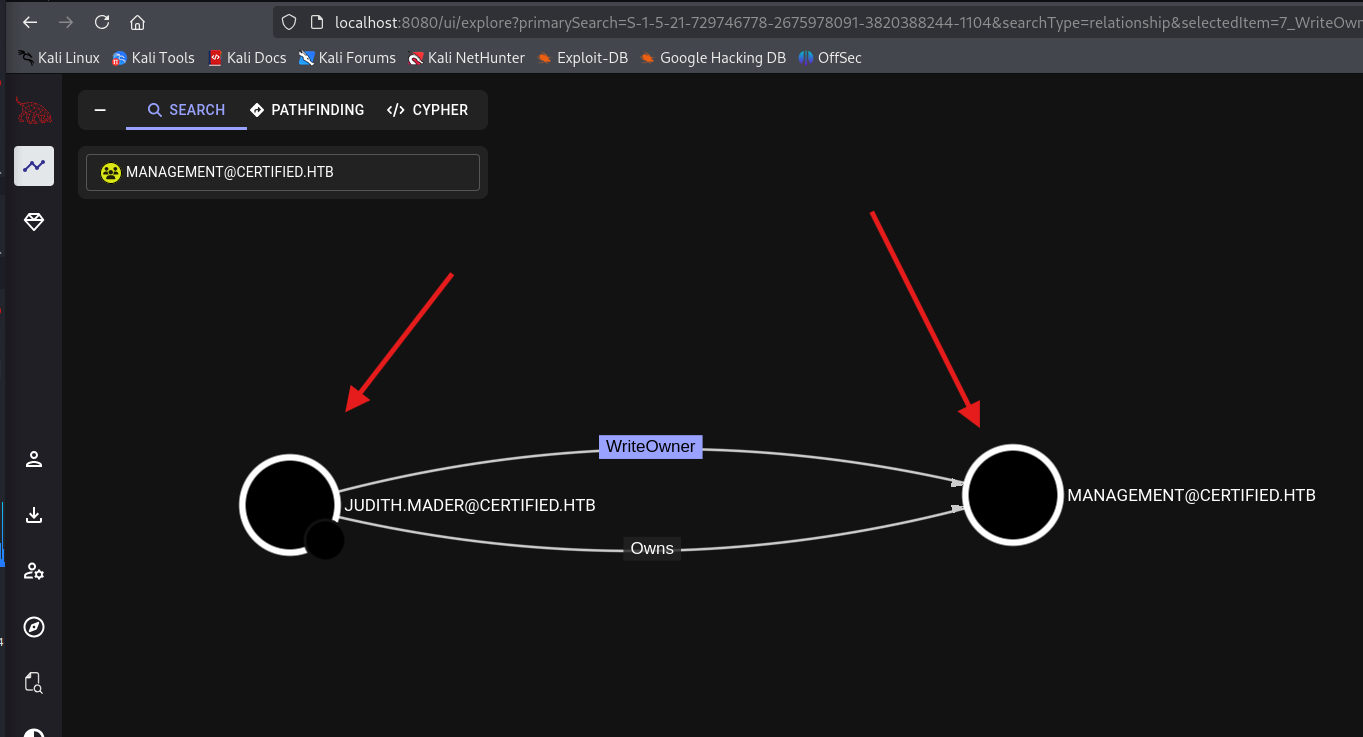 localhost:8080/ui/explore?primarySearch=S-1-5-21-729746778-2675978091-3820388244-1104&searchType=relationship&selectedItem=7_WriteOwn
Kali Linux Kali Tools Kali Docs Kali Forums Kali NetHunter Exploit-DB Google Hacking DB OffSec
SEARCH PATHFINDING </> CYPHER
MANAGEMENT@CERTIFIED.HTB
WriteOwner
JUDITH.MADER@CERTIFIED.HTB
MANAGEMENT@CERTIFIED.HTB
Owns